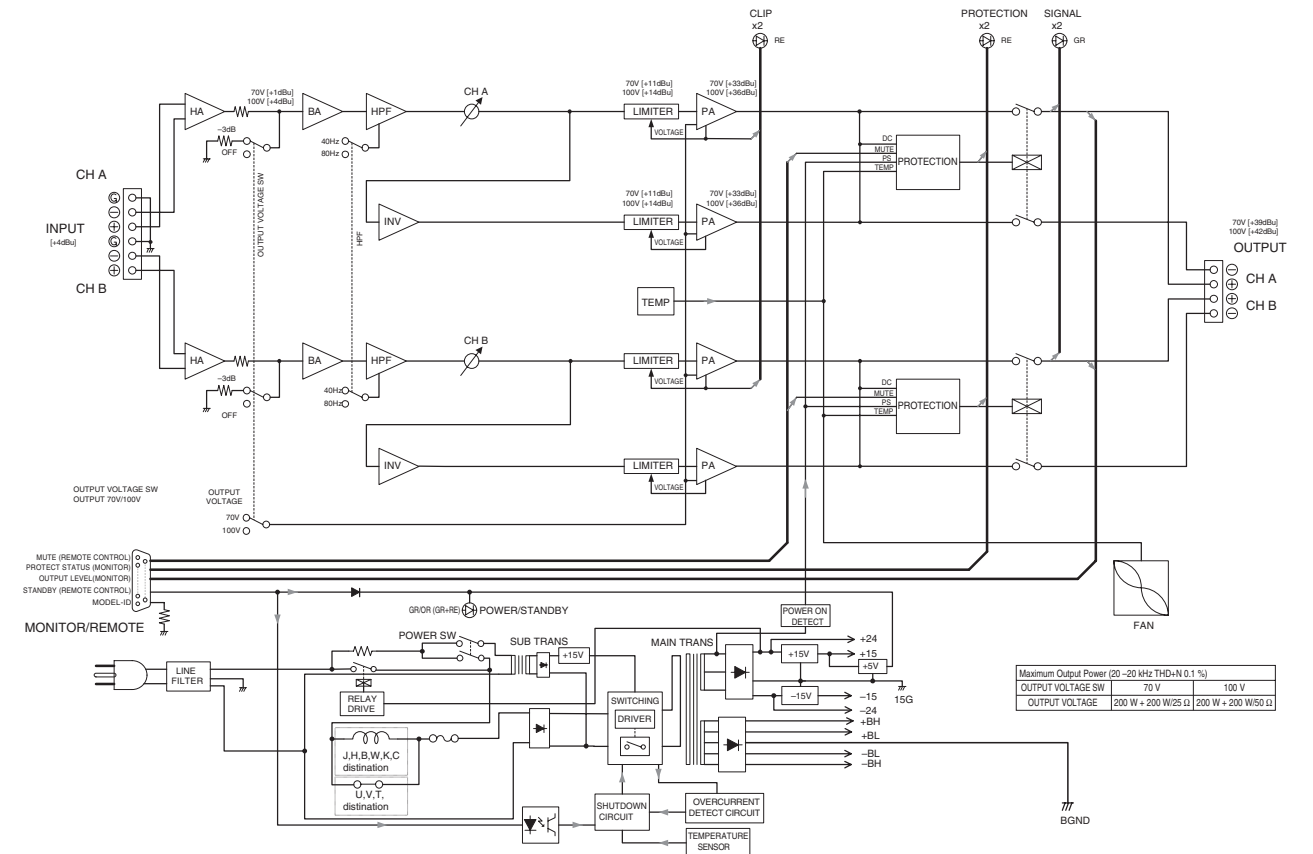 CLIP
x2
RE
PROTECTION
x2
RE
SIGNAL
x2
GR
HA
70V [+1dBu]
100V [+4dBu]
–3dB
OFF
BA
HPF
40Hz
80Hz
CH A
70V [+11dBu]
100V [+14dBu]
LIMITER
VOLTAGE
70V [+33dBu]
100V [+36dBu]
PA
DC
MUTE
PS
TEMP
PROTECTION
CH A
G
–
+
INPUT
[+4dBu]
G
–
+
CH B
OUTPUT VOLTAGE SW
HPF
INV
70V [+11dBu]
100V [+14dBu]
LIMITER
VOLTAGE
70V [+33dBu]
100V [+36dBu]
PA
70V [+39dBu]
100V [+42dBu]
OUTPUT
–
+
CH A
+
–
CH B
TEMP
HA
–3dB
OFF
BA
HPF
40Hz
80Hz
CH B
LIMITER
VOLTAGE
PA
DC
MUTE
PS
TEMP
PROTECTION
INV
LIMITER
VOLTAGE
PA
OUTPUT VOLTAGE SW
OUTPUT 70V/100V
OUTPUT
VOLTAGE
70V
100V
MUTE (REMOTE CONTROL)
PROTECT STATUS (MONITOR)
OUTPUT LEVEL(MONITOR)
STANDBY (REMOTE CONTROL)
MODEL-ID
MONITOR/REMOTE
GR/OR (GR+RE)
POWER/STANDBY
POWER ON
DETECT
FAN
POWER SW
SUB TRANS
+15V
MAIN TRANS
+15V
–15V
+5V
+24
+15
15G
–15
–24
+BH
+BL
–BL
–BH
LINE
FILTER
RELAY
DRIVE
SWITCHING
DRIVER
J,H,B,W,K,C
distination
U,V,T,
distination
SHUTDOWN
CIRCUIT
OVERCURRENT
DETECT CIRCUIT
TEMPERATURE
SENSOR
BGND
Maximum Output Power (20 –20 kHz THD+N 0.1 %)
OUTPUT VOLTAGE SW 70 V 100 V
OUTPUT VOLTAGE 200 W + 200 W/25 Ω 200 W + 200 W/50 Ω